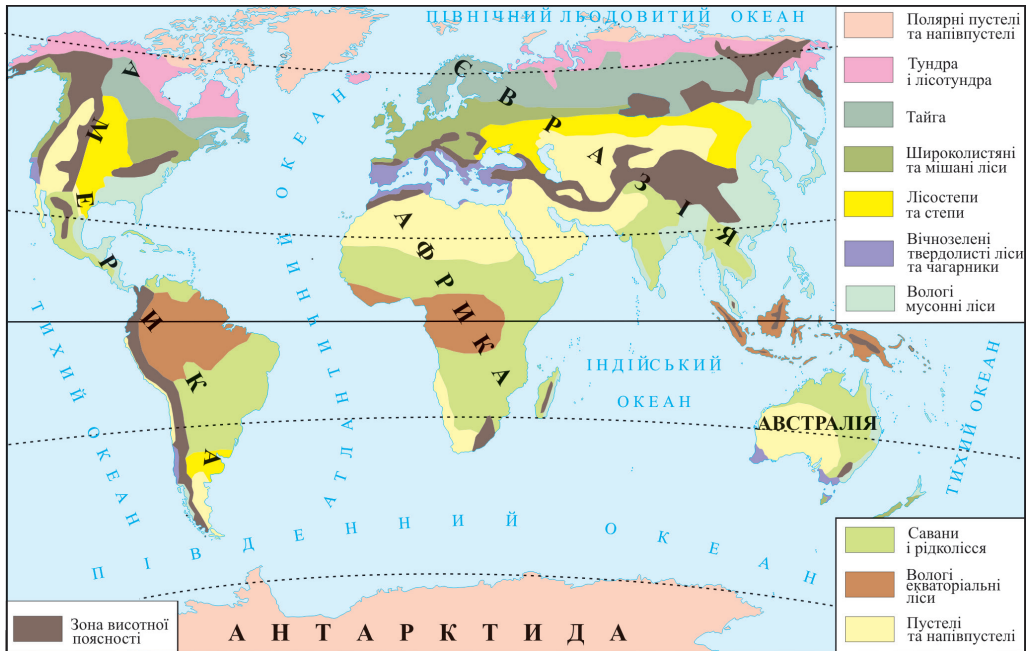 ПІВНІЧНИЙ ЛЬОДОВИТИЙ ОКЕАН
Полярні пустелі
та напівпустелі
Тундра
і лісотундра
Тайга
Широколистяні
та мішані ліси
Лісостепи
та степи
Вічнозелені
твердолисті ліси
та чагарники
Вологі
мусонні ліси
АМЕРИКА
ЄВРАЗІЯ
АФРИКА
АТЛАНТИЧНИЙ ОКЕАН
ТИХИЙ ОКЕАН
ІНДІЙСЬКИЙ
ОКЕАН
АВСТРАЛІЯ
ТИХИЙ ОКЕАН
ПІВДЕННИЙ ОКЕАН
Савани
і рідколісся
Вологі
екваторіальні
ліси
Пустелі
та напівпустелі
Зона висотної
поясності
АНТАРКТИДА